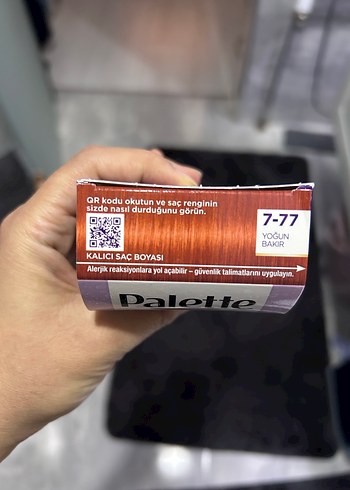 QR kodu okutun ve saç renginin
sizde nasıl durduğunu görün.
7-77
YOĞUN
BAKIR
KALICI SAÇ BOYASI
Alerjik reaksiyonlara yol açabilir – güvenlik talimatlarını uygulayın.
Palette